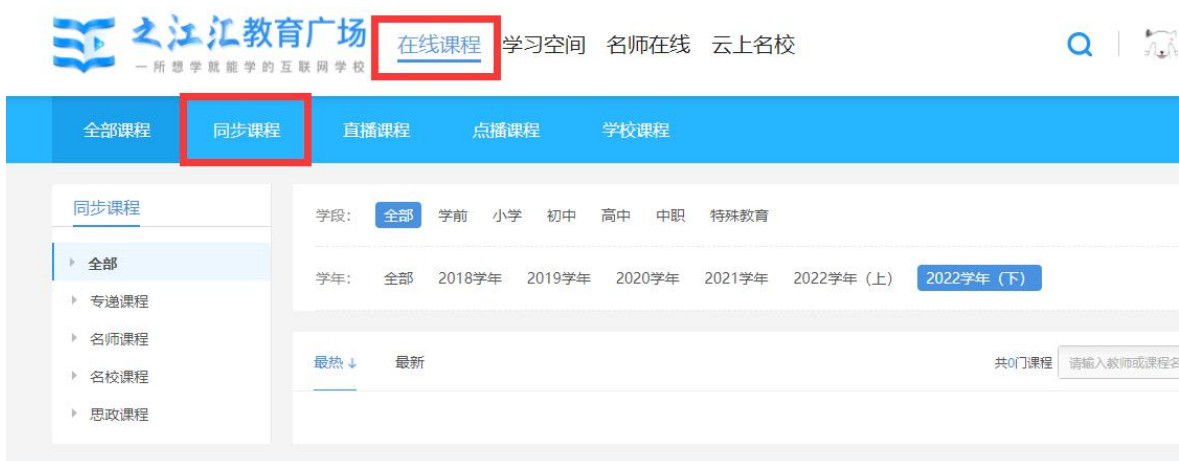 之江汇教育广场
一所想学就能学的互联网学校
在线课程 学习空间 名师在线 云上名校
全部课程 同步课程 直播课程 点播课程 学校课程
同步课程
全部
专递课程
名师课程
名校课程
思政课程
学段: 全部 学前 小学 初中 高中 中职 特殊教育
学年: 全部 2018学年 2019学年 2020学年 2021学年 2022学年（上） 2022学年（下）
最热↓ 最新 共0门课程 请输入教师或课程名